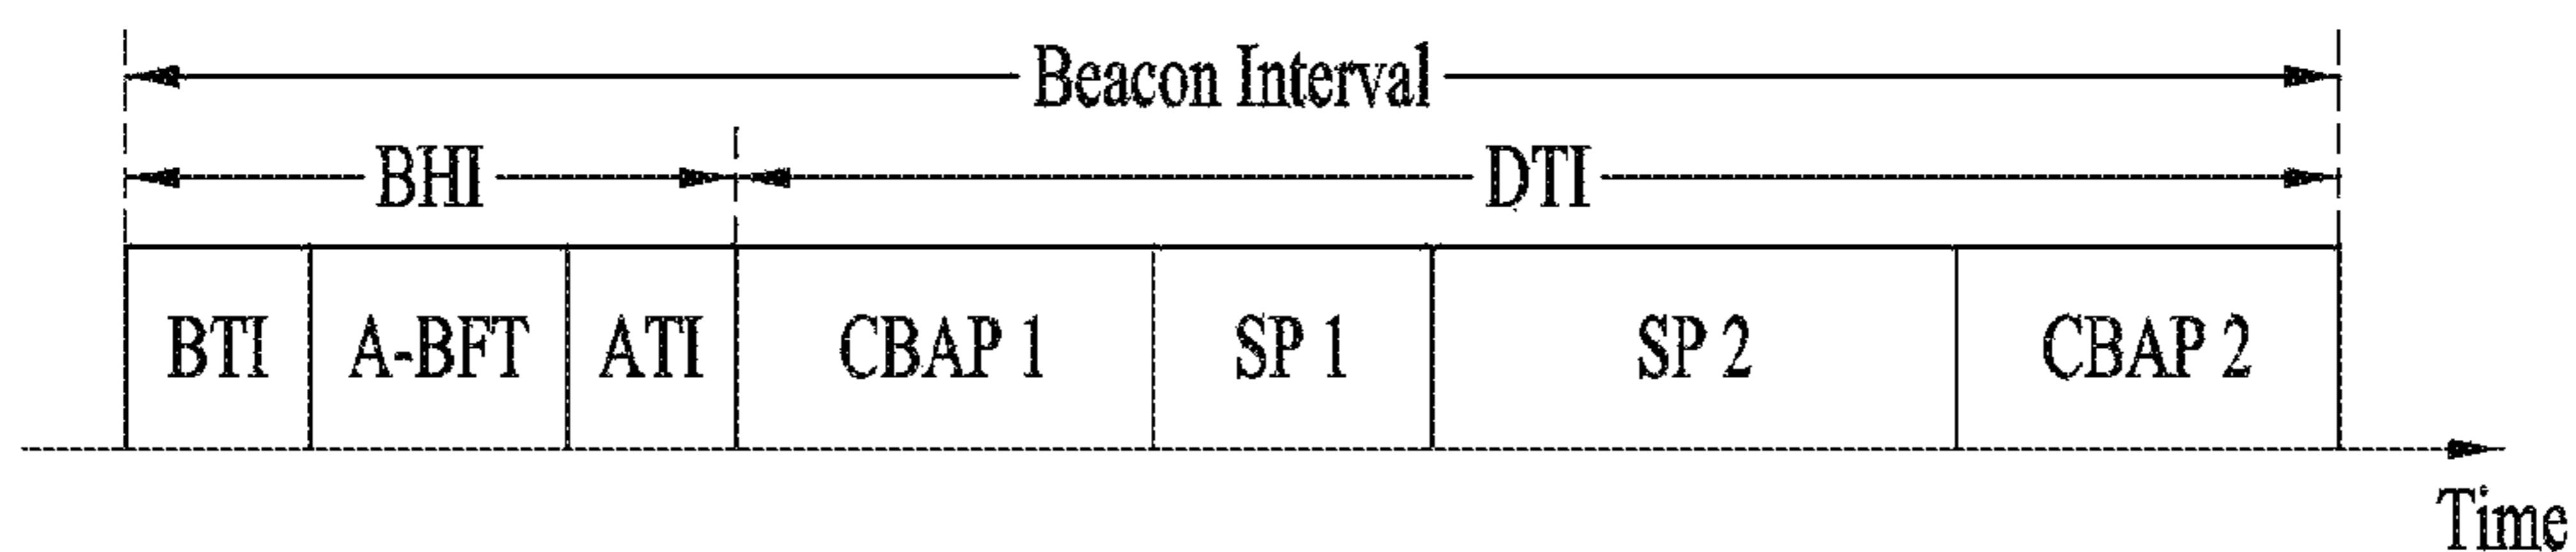 Beacon Interval
BHI DTI
BTI A-BFT ATI CBAP 1 SP 1 SP 2 CBAP 2
Time